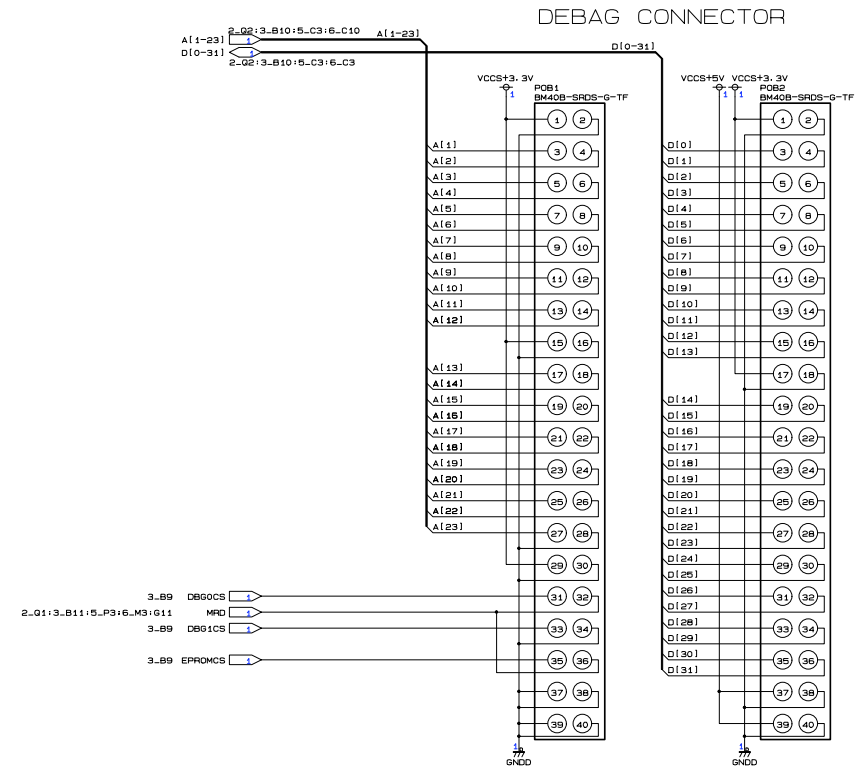 DEBAG CONNECTOR
2_Q2:3_B10:5_C3:6_C10
A[1-23] 1 A[1-23]
D[0-31] 1 D[0-31]
2_Q2:3_B10:5_C3:6_C3
VCCS+3.3V VCCS+5V VCCS+3.3V
1 POB1 1 1 POB2
BM40B-SRDS-G-TF BM40B-SRDS-G-TF
1 2 1 2
A[1] 3 4 D[0] 3 4
A[2] D[1]
A[3] 5 6 D[2] 5 6
A[4] D[3]
A[5] 7 8 D[4] 7 8
A[6] D[5]
A[7] 9 10 D[6] 9 10
A[8] D[7]
A[9] 11 12 D[8] 11 12
A[10] D[9]
A[11] 13 14 D[10] 13 14
A[12] D[11]
15 16 D[12] 15 16
D[13]
A[13] 17 18 17 18
A[14]
A[15] 19 20 D[14] 19 20
A[16] D[15]
A[17] 21 22 D[16] 21 22
A[18] D[17]
A[19] 23 24 D[18] 23 24
A[20] D[19]
A[21] 25 26 D[20] 25 26
A[22] D[21]
A[23] 27 28 D[22] 27 28
D[23]
29 30 D[24] 29 30
D[25]
3_B9 DBG0CS 1 31 32 D[26] 31 32
2_Q1:3_B11:5_P3:6_M3:G11 MRD 1 D[27]
3_B9 DBG1CS 1 33 34 D[28] 33 34
D[29]
3_B9 EPROMCS 1 35 36 D[30] 35 36
D[31]
37 38 37 38
39 40 39 40
1 1
GNDD GNDD